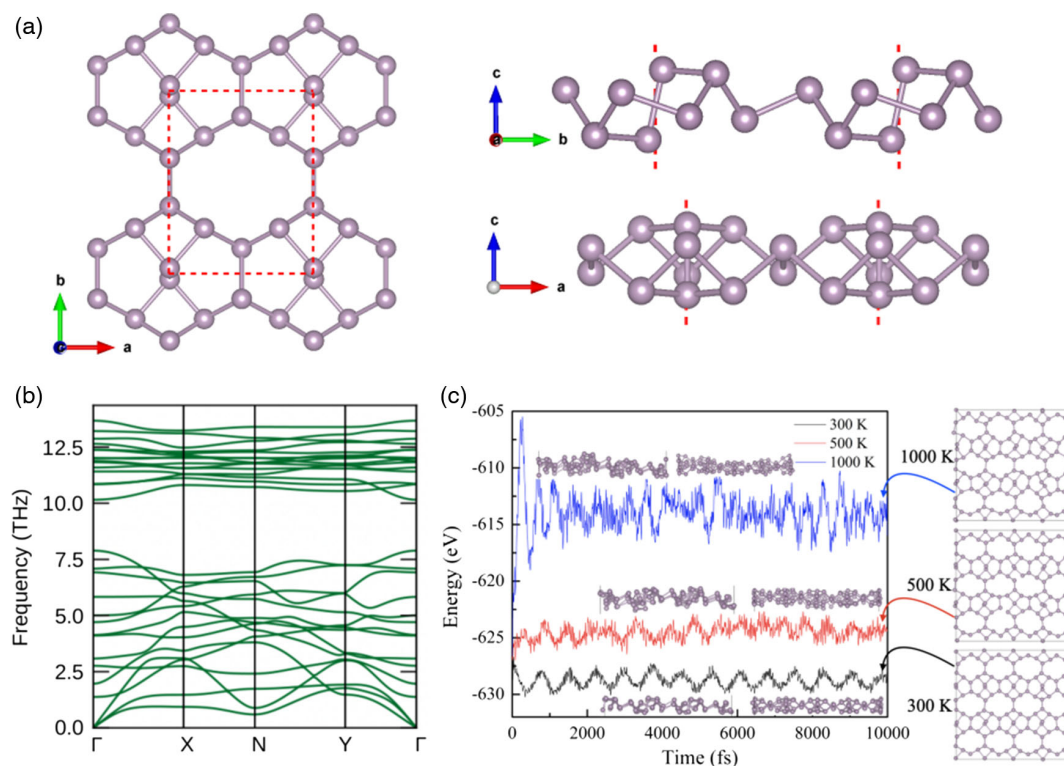 (a)
c
b
a
b
c
a
c
a
(b)
Frequency (THz)
12.5
10.0
7.5
5.0
2.5
0.0
Γ X N Y Γ
(c)
Energy (eV)
-605
-610
-615
-620
-625
-630
300 K
500 K
1000 K
0 2000 4000 6000 8000 10000
Time (fs)
1000 K
500 K
300 K